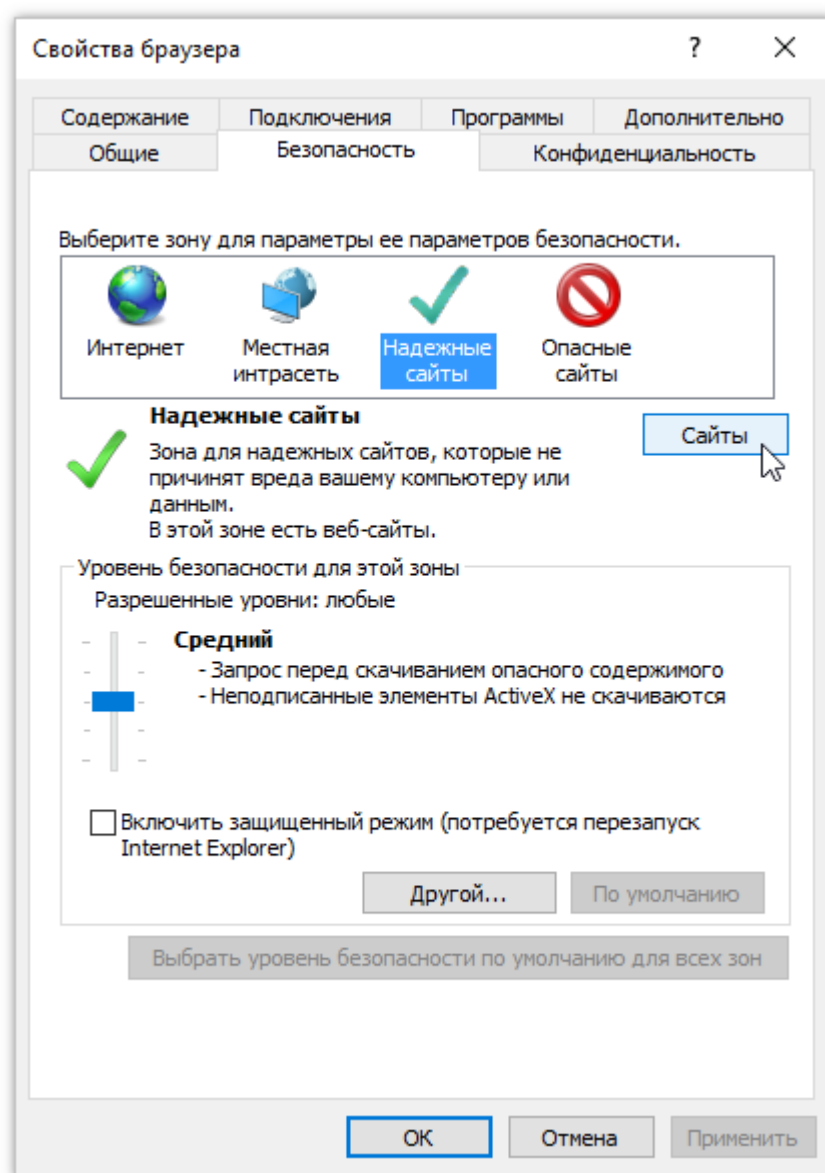 Свойства браузера ? X
Содержание Подключения Программы Дополнительно
Общие Безопасность Конфиденциальность
Выберите зону для параметры ее параметров безопасности.
Интернет Местная интрасеть Надежные сайты Опасные сайты
Надежные сайты
Сайты
Зона для надежных сайтов, которые не
причинят вреда вашему компьютеру или
данным.
В этой зоне есть веб-сайты.
Уровень безопасности для этой зоны
Разрешенные уровни: любые
Средний
- Запрос перед скачиванием опасного содержимого
- Неподписанные элементы ActiveX не скачиваются
Включить защищенный режим (потребуется перезапуск
Internet Explorer)
Другой... По умолчанию
Выбрать уровень безопасности по умолчанию для всех зон
ОК Отмена Применить